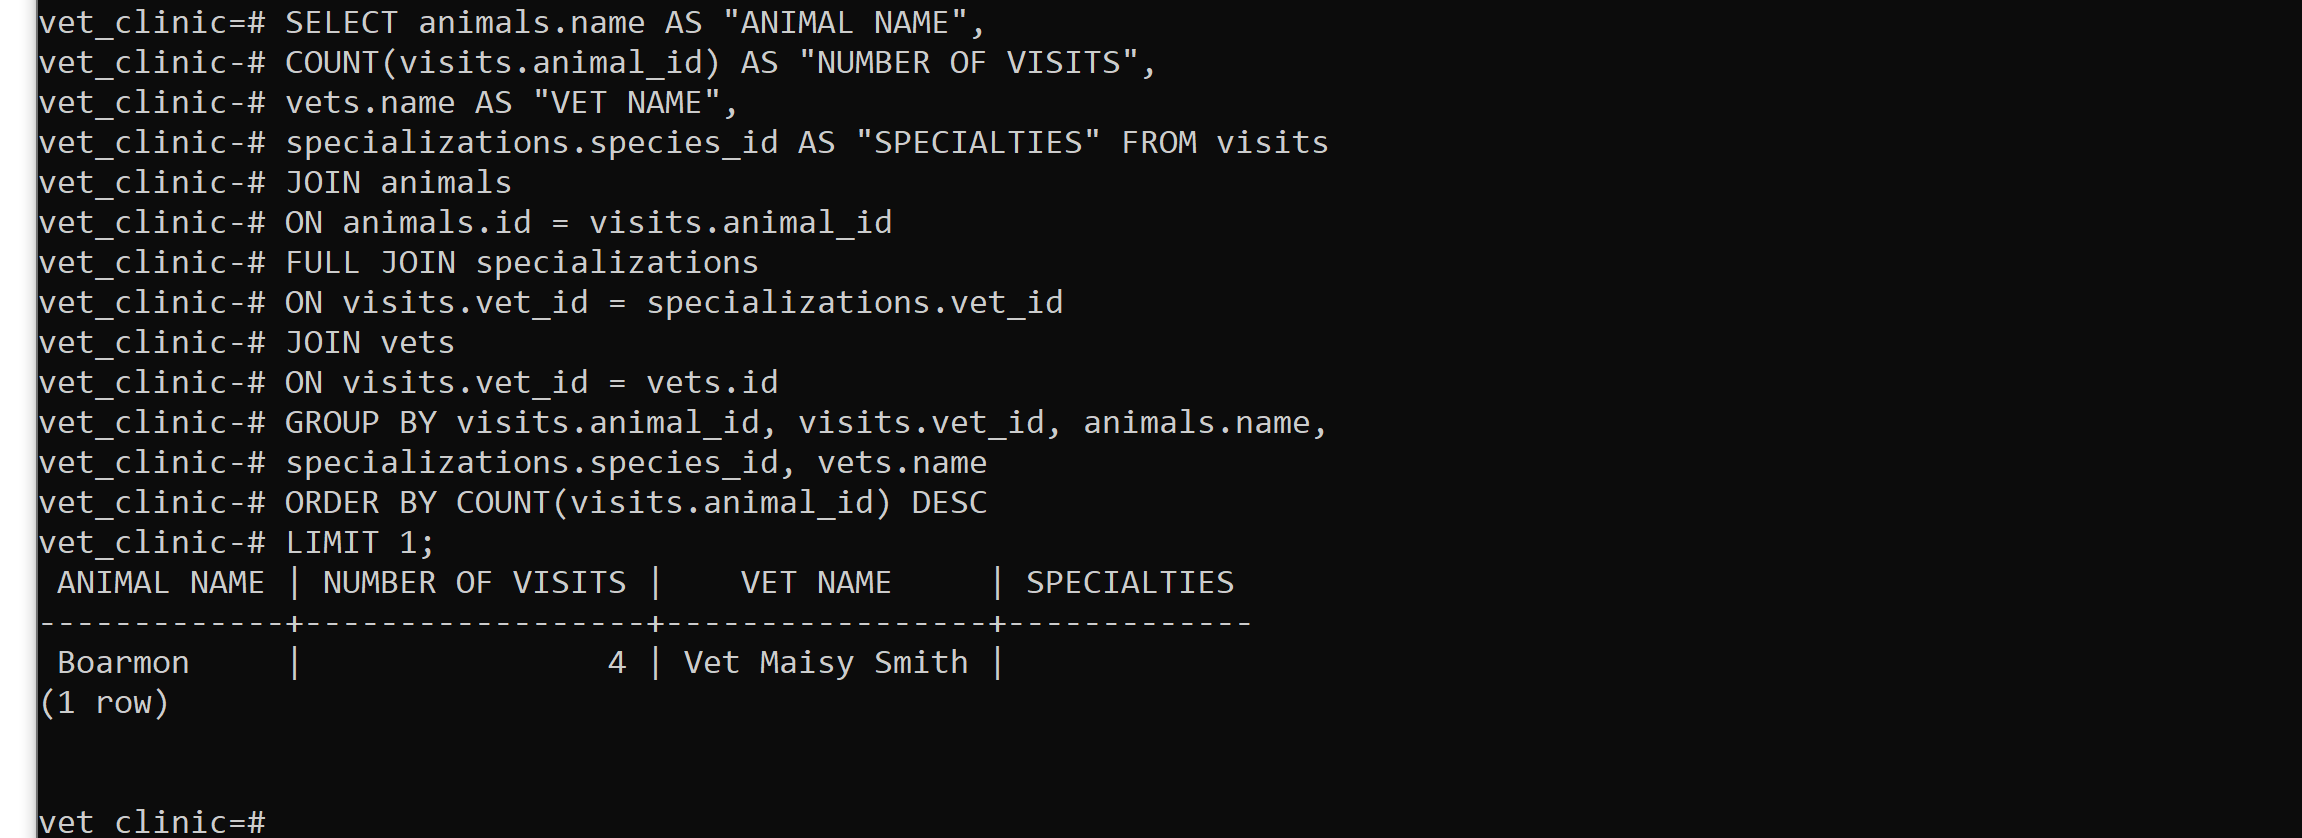 vet_clinic=# SELECT animals.name AS "ANIMAL NAME",
vet_clinic-# COUNT(visits.animal_id) AS "NUMBER OF VISITS",
vet_clinic-# vets.name AS "VET NAME",
vet_clinic-# specializations.species_id AS "SPECIALTIES" FROM visits
vet_clinic-# JOIN animals
vet_clinic-# ON animals.id = visits.animal_id
vet_clinic-# FULL JOIN specializations
vet_clinic-# ON visits.vet_id = specializations.vet_id
vet_clinic-# JOIN vets
vet_clinic-# ON visits.vet_id = vets.id
vet_clinic-# GROUP BY visits.animal_id, visits.vet_id, animals.name,
vet_clinic-# specializations.species_id, vets.name
vet_clinic-# ORDER BY COUNT(visits.animal_id) DESC
vet_clinic-# LIMIT 1;
 ANIMAL NAME | NUMBER OF VISITS |    VET NAME     | SPECIALTIES
-------------+------------------+-----------------+-------------
 Boarmon     |                4 | Vet Maisy Smith |
(1 row)
vet_clinic=#